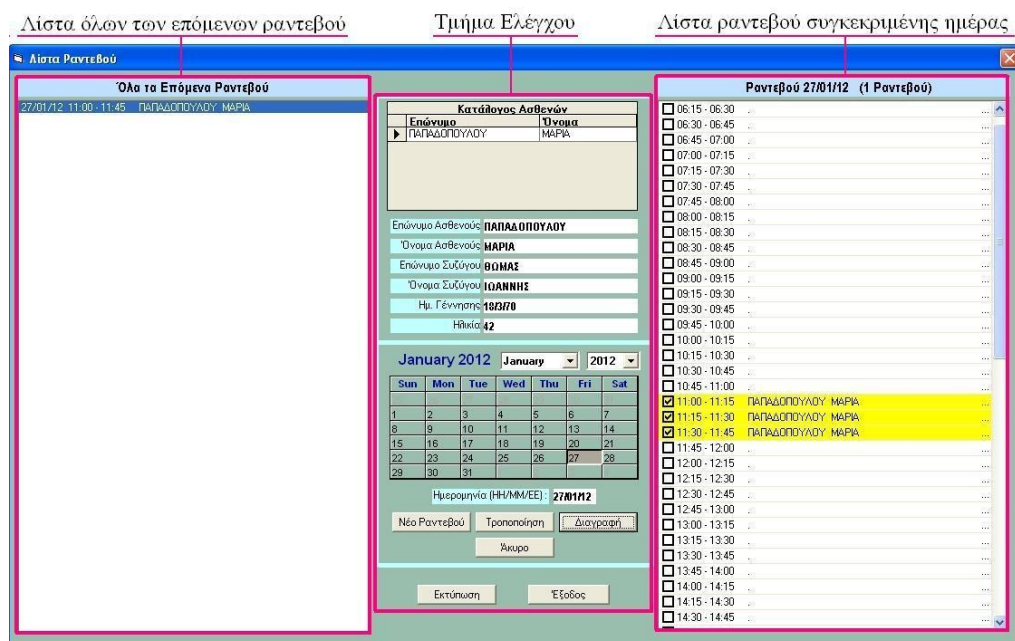 Λίστα όλων των επόμενων ραντεβού
Τμήμα Ελέγχου
Λίστα ραντεβού συγκεκριμένης ημέρας
Λίστα Ραντεβού
Όλα τα Επόμενα Ραντεβού
27/01/12 11:00 - 11:45 ΠΑΠΑΔΟΠΟΥΛΟΥ ΜΑΡΙΑ
Κατάλογος Ασθενών
Επώνυμο Όνομα
ΠΑΠΑΔΟΠΟΥΛΟΥ ΜΑΡΙΑ
Επώνυμο Ασθενούς ΠΑΠΑΔΟΠΟΥΛΟΥ
Όνομα Ασθενούς ΜΑΡΙΑ
Επώνυμο Συζύγου ΘΩΜΑΣ
Όνομα Συζύγου ΙΩΑΝΝΗΣ
Ημ. Γέννησης 18/3/70
Ηλικία 42
January 2012 January 2012
Sun Mon Tue Wed Thu Fri Sat
1 2 3 4 5 6 7
8 9 10 11 12 13 14
15 16 17 18 19 20 21
22 23 24 25 26 27 28
29 30 31
Ημερομηνία (ΗΗ/ΜΜ/ΕΕ) : 27/01/12
Νέο Ραντεβού Τροποποίηση Διαγραφή
Άκυρο
Εκτύπωση Έξοδος
Ραντεβού 27/01/12 (1 Ραντεβού)
06:15 - 06:30 . ...
06:30 - 06:45 . ...
06:45 - 07:00 . ...
07:00 - 07:15 . ...
07:15 - 07:30 . ...
07:30 - 07:45 . ...
07:45 - 08:00 . ...
08:00 - 08:15 . ...
08:15 - 08:30 . ...
08:30 - 08:45 . ...
08:45 - 09:00 . ...
09:00 - 09:15 . ...
09:15 - 09:30 . ...
09:30 - 09:45 . ...
09:45 - 10:00 . ...
10:00 - 10:15 . ...
10:15 - 10:30 . ...
10:30 - 10:45 . ...
10:45 - 11:00 . ...
11:00 - 11:15 ΠΑΠΑΔΟΠΟΥΛΟΥ ΜΑΡΙΑ ...
11:15 - 11:30 ΠΑΠΑΔΟΠΟΥΛΟΥ ΜΑΡΙΑ ...
11:30 - 11:45 ΠΑΠΑΔΟΠΟΥΛΟΥ ΜΑΡΙΑ ...
11:45 - 12:00 . ...
12:00 - 12:15 . ...
12:15 - 12:30 . ...
12:30 - 12:45 . ...
12:45 - 13:00 . ...
13:00 - 13:15 . ...
13:15 - 13:30 . ...
13:30 - 13:45 . ...
13:45 - 14:00 . ...
14:00 - 14:15 . ...
14:15 - 14:30 . ...
14:30 - 14:45 . ...